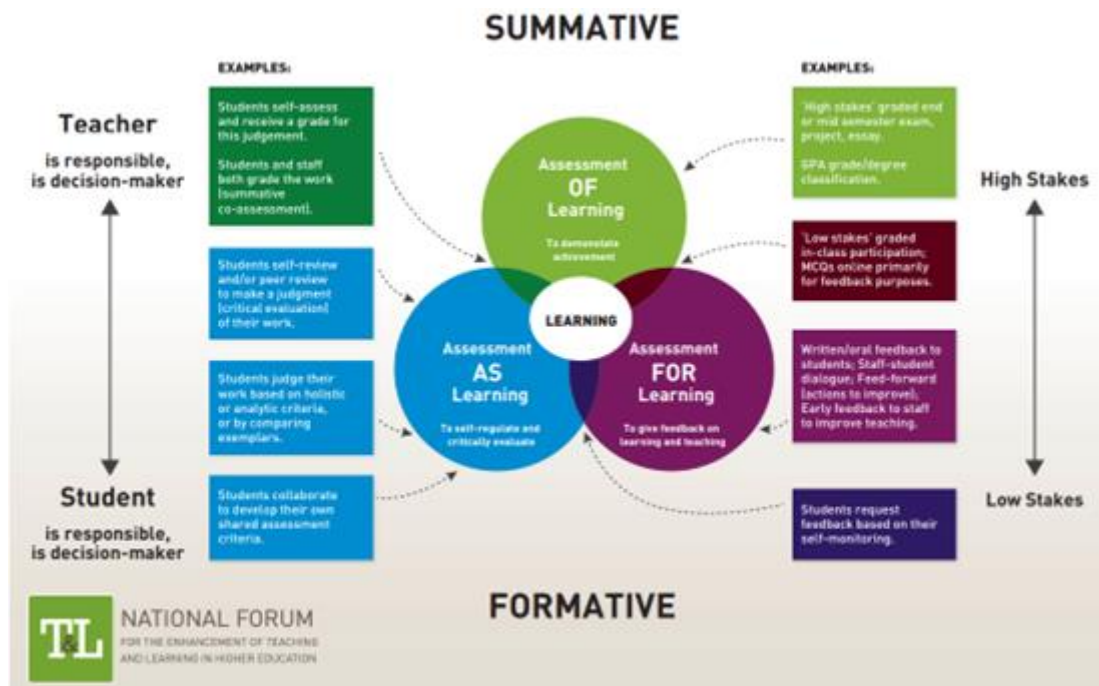 SUMMATIVE
EXAMPLES:
Students self-assess
and receive a grade for
this judgement.
Students and staff
both grade the work
(summative
co-assessment).
Students self-review
and/or peer review
to make a judgment
(critical evaluation)
of their work.
Students judge their
work based on holistic
or analytic criteria,
or by comparing
exemplars.
Students collaborate
to develop their own
shared assessment
criteria.
Teacher
is responsible,
is decision-maker
Student
is responsible,
is decision-maker
Assessment
OF
Learning
To demonstate
achievement
LEARNING
Assessment
AS
Learning
To self-regulate and
critically evaluate
Assessment
FOR
Learning
To give feedback on
learning and teaching
EXAMPLES:
'High stakes' graded end
or mid semester exam,
project, essay.
GPA grade/degree
classification.
'Low stakes' graded
in-class participation;
MCQs online primarily
for feedback purposes.
Written/oral feedback to
students; Staff-student
dialogue; Feed-forward
(actions to improve);
Early feedback to staff
to improve teaching.
Students request
feedback based on their
self-monitoring.
High Stakes
Low Stakes
FORMATIVE
T&L
NATIONAL FORUM
FOR THE ENHANCEMENT OF TEACHING
AND LEARNING IN HIGHER EDUCATION